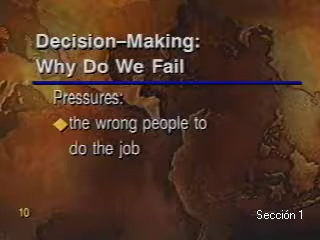 Decision–Making:
Why Do We Fail
Pressures:
the wrong people to
do the job
10
Sección 1